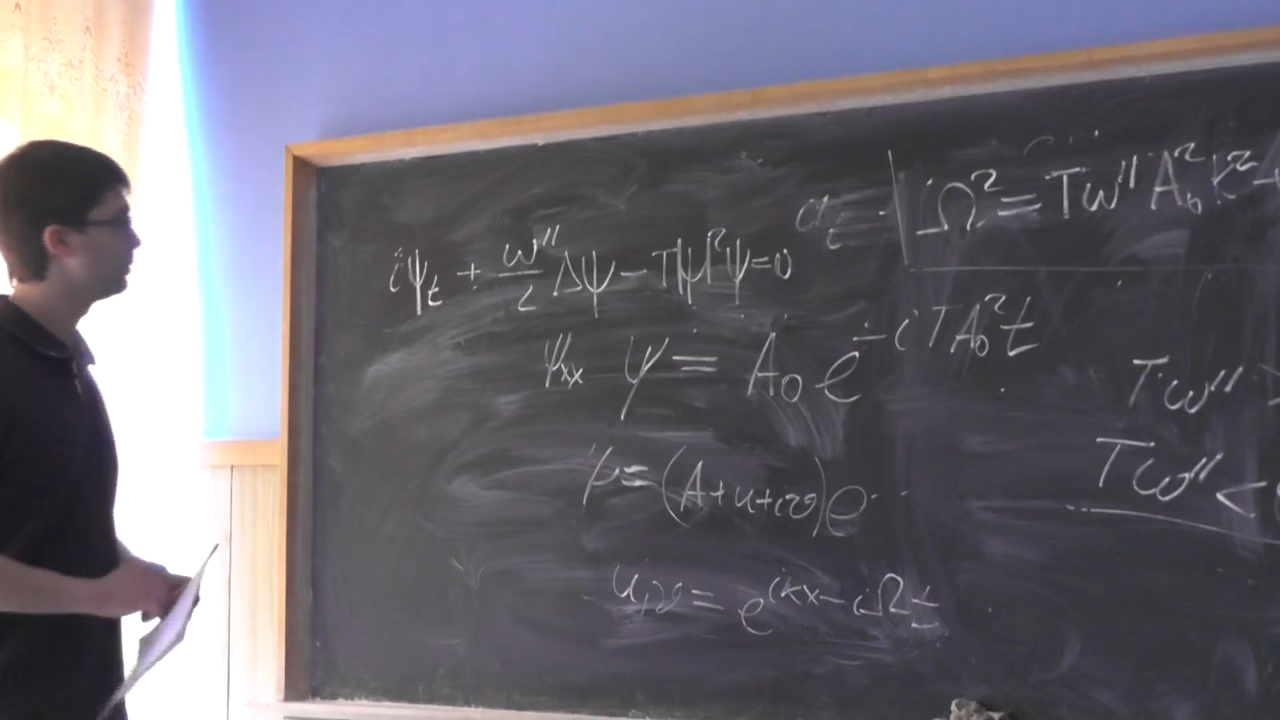 iψ_t + ω''/2 Δψ − T|ψ|²ψ = 0
Ω² = Tω'' A₀² k²
ψ_xx ψ = A₀ e^{−iTA₀²t}
Tω'' >
ψ = (A+u+iv)e^{...}
Tω'' <
u,v = e^{ikx−iΩt}